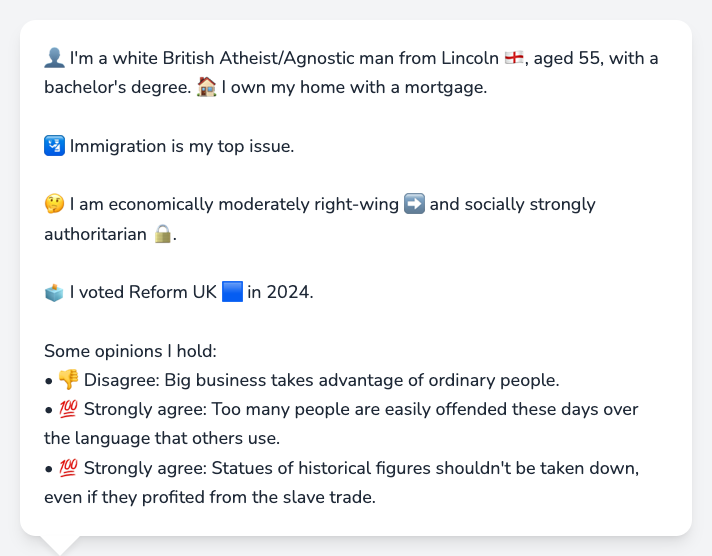 👤 I'm a white British Atheist/Agnostic man from Lincoln 🏴󠁧󠁢󠁥󠁮󠁧󠁿, aged 55, with a
bachelor's degree. 🏠 I own my home with a mortgage.
🛂 Immigration is my top issue.
🤔 I am economically moderately right-wing ➡️ and socially strongly
authoritarian 🔒.
🗳️ I voted Reform UK 🟦 in 2024.
Some opinions I hold:
• 👎 Disagree: Big business takes advantage of ordinary people.
• 💯 Strongly agree: Too many people are easily offended these days over
the language that others use.
• 💯 Strongly agree: Statues of historical figures shouldn't be taken down,
even if they profited from the slave trade.